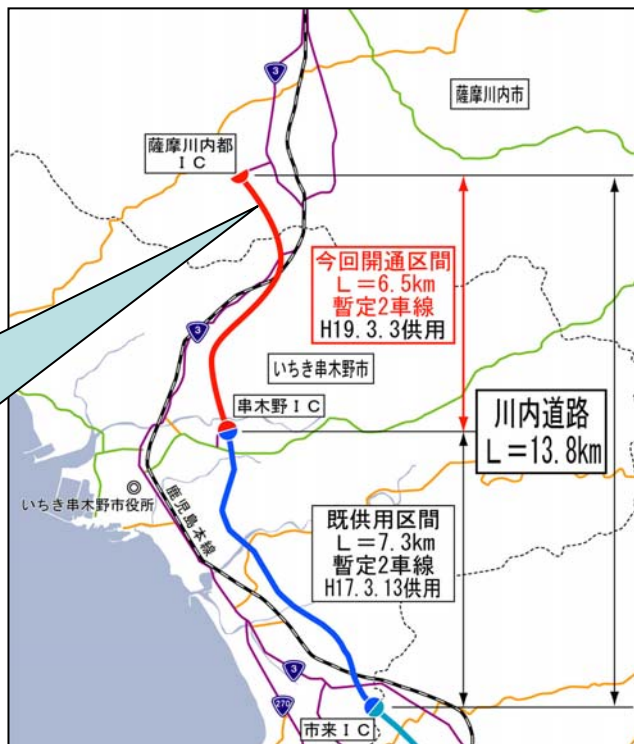 3
薩摩川内市
薩摩川内都
IC
今回開通区間
L=6.5km
暫定2車線
H19.3.3供用
3
いちき串木野市
串木野IC
川内道路
L=13.8km
いちき串木野市役所
鹿児島本線
既供用区間
L=7.3km
暫定2車線
H17.3.13供用
3
270
市来IC